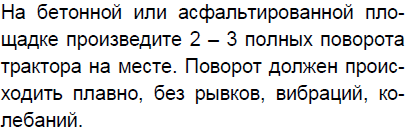 На бетонной или асфальтированной пло-
щадке произведите 2 – 3 полных поворота
трактора на месте. Поворот должен проис-
ходить плавно, без рывков, вибраций, ко-
лебаний.